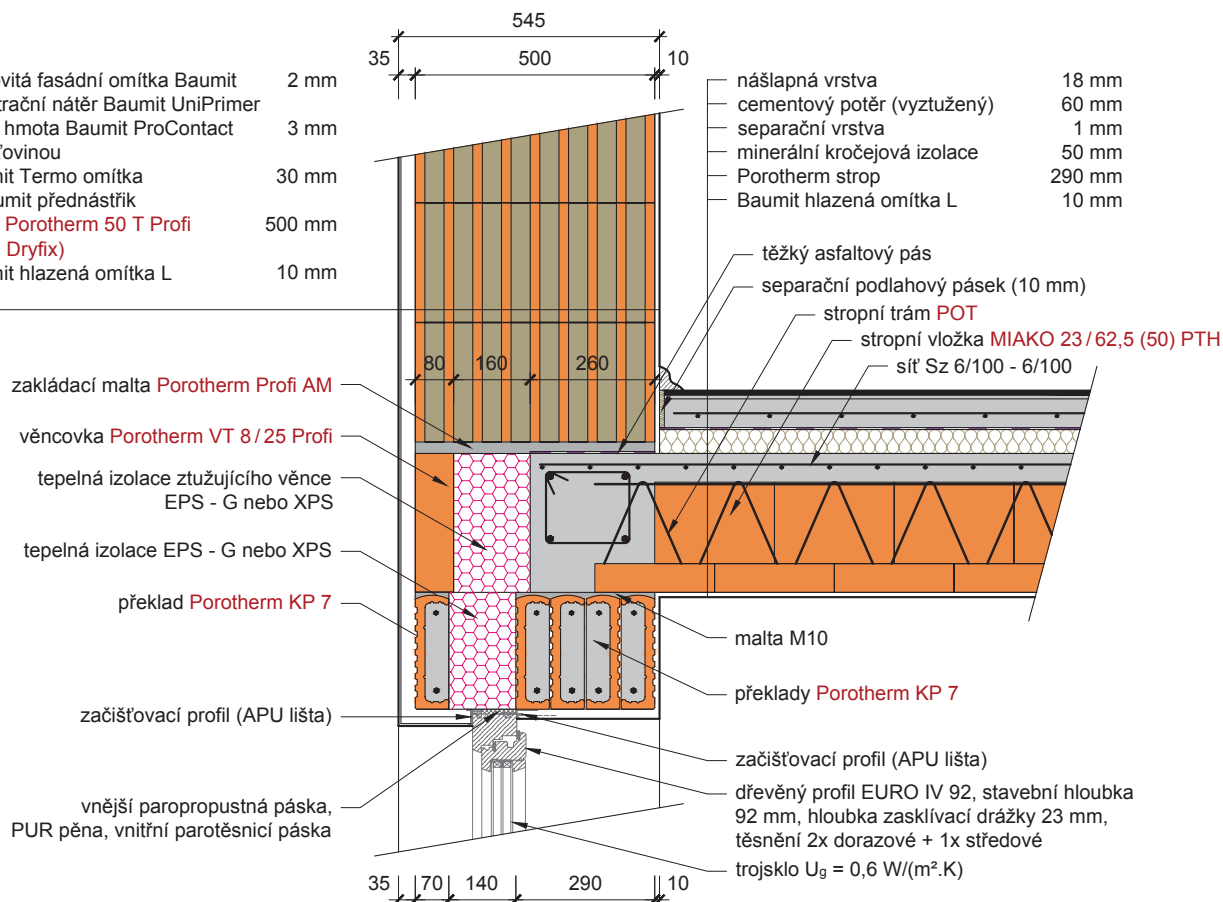 545
35 500 10
ovitá fasádní omítka Baumit 2 mm
trační nátěr Baumit UniPrimer
hmota Baumit ProContact 3 mm
ťovinou
nit Termo omítka 30 mm
umit přednástřik
Porotherm 50 T Profi 500 mm
Dryfix)
nit hlazená omítka L 10 mm
nášlapná vrstva 18 mm
cementový potěr (vyztužený) 60 mm
separační vrstva 1 mm
minerální kročejová izolace 50 mm
Porotherm strop 290 mm
Baumit hlazená omítka L 10 mm
těžký asfaltový pás
separační podlahový pásek (10 mm)
stropní trám POT
stropní vložka MIAKO 23/62,5 (50) PTH
síť Sz 6/100 - 6/100
80 160 260
zakládací malta Porotherm Profi AM
věncovka Porotherm VT 8/25 Profi
tepelná izolace ztužujícího věnce
EPS - G nebo XPS
tepelná izolace EPS - G nebo XPS
překlad Porotherm KP 7
začišťovací profil (APU lišta)
vnější paropropustná páska,
PUR pěna, vnitřní parotěsnicí páska
malta M10
překlady Porotherm KP 7
začišťovací profil (APU lišta)
dřevěný profil EURO IV 92, stavební hloubka
92 mm, hloubka zasklívací drážky 23 mm,
těsnění 2x dorazové + 1x středové
trojsklo Ug = 0,6 W/(m².K)
35 70 140 290 10